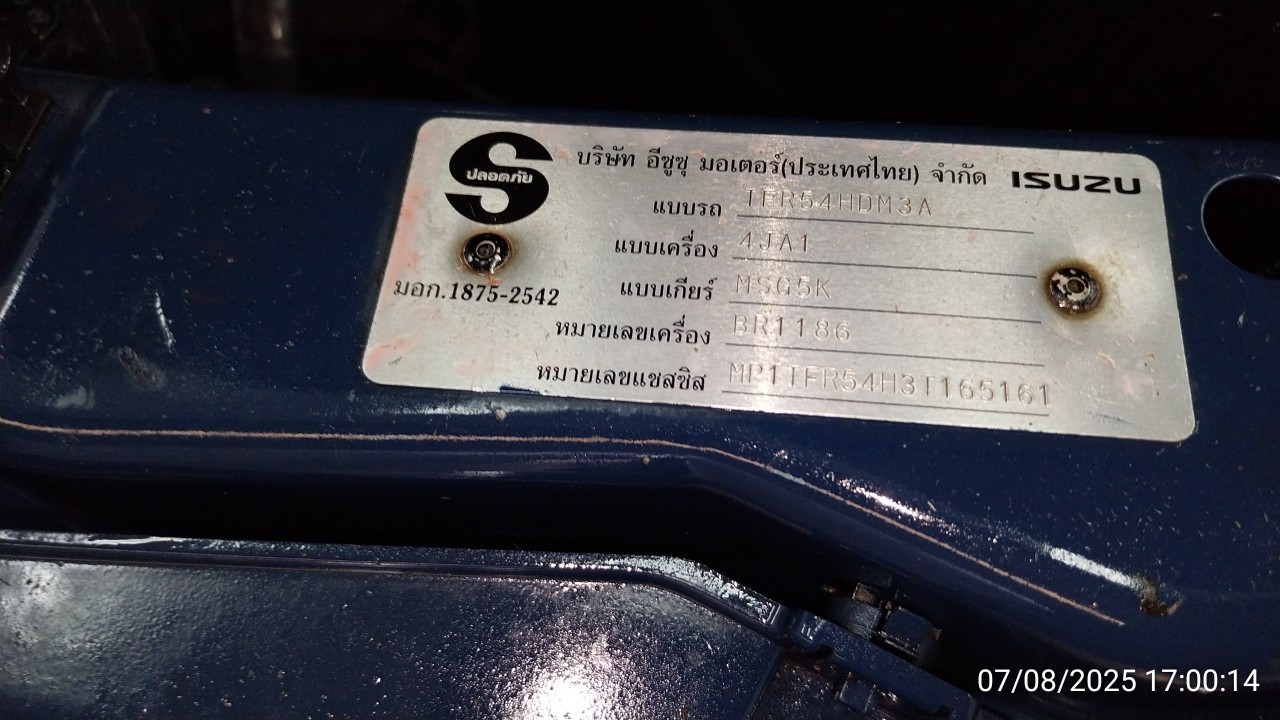 S
ปลอดภัย
มอก.1875-2542
บริษัท อีซูซุ มอเตอร์(ประเทศไทย) จำกัด ISUZU
แบบรถ TFR54HDM3A
แบบเครื่อง 4JA1
แบบเกียร์ MSG5K
หมายเลขเครื่อง BR1186
หมายเลขแชสซิส MP1TFR54H3T165161
07/08/2025 17:00:14